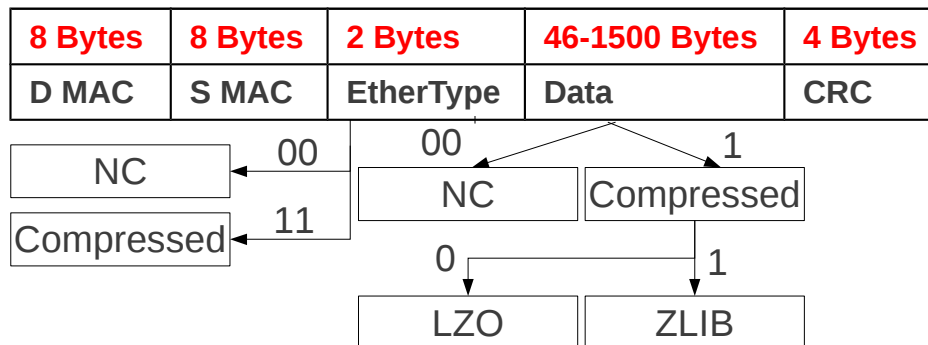 8 Bytes 8 Bytes 2 Bytes 46-1500 Bytes 4 Bytes
D MAC S MAC EtherType Data CRC
00 00 1
NC NC Compressed
Compressed 11
0 1
LZO ZLIB